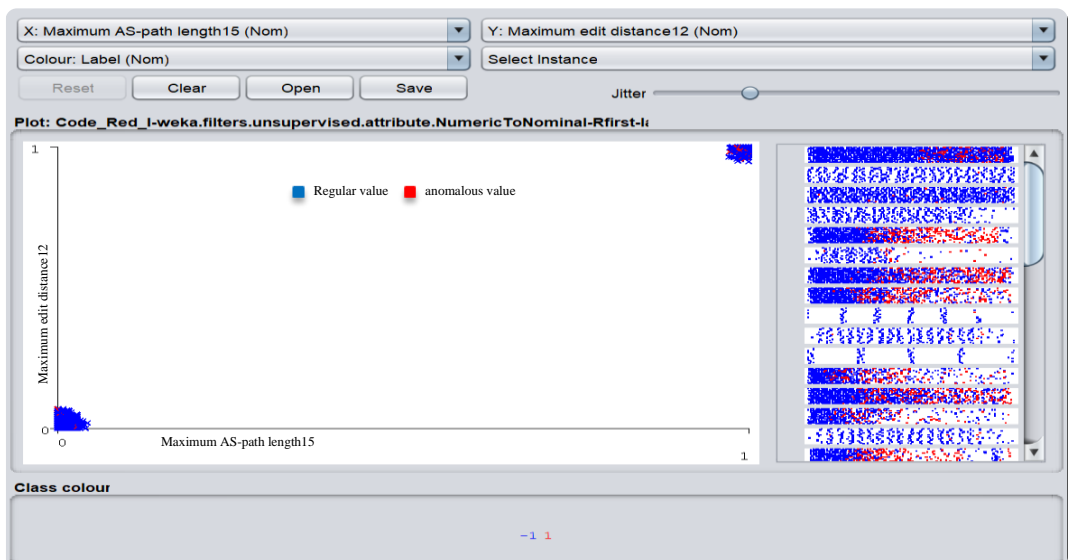 X: Maximum AS-path length15 (Nom)
Y: Maximum edit distance12 (Nom)
Colour: Label (Nom)
Select Instance
Reset
Clear
Open
Save
Jitter
Plot: Code_Red_I-weka.filters.unsupervised.attribute.NumericToNominal-Rfirst-la
1
Regular value
anomalous value
Maximum edit distance12
0
0
Maximum AS-path length15
1
Class colour
-1 1